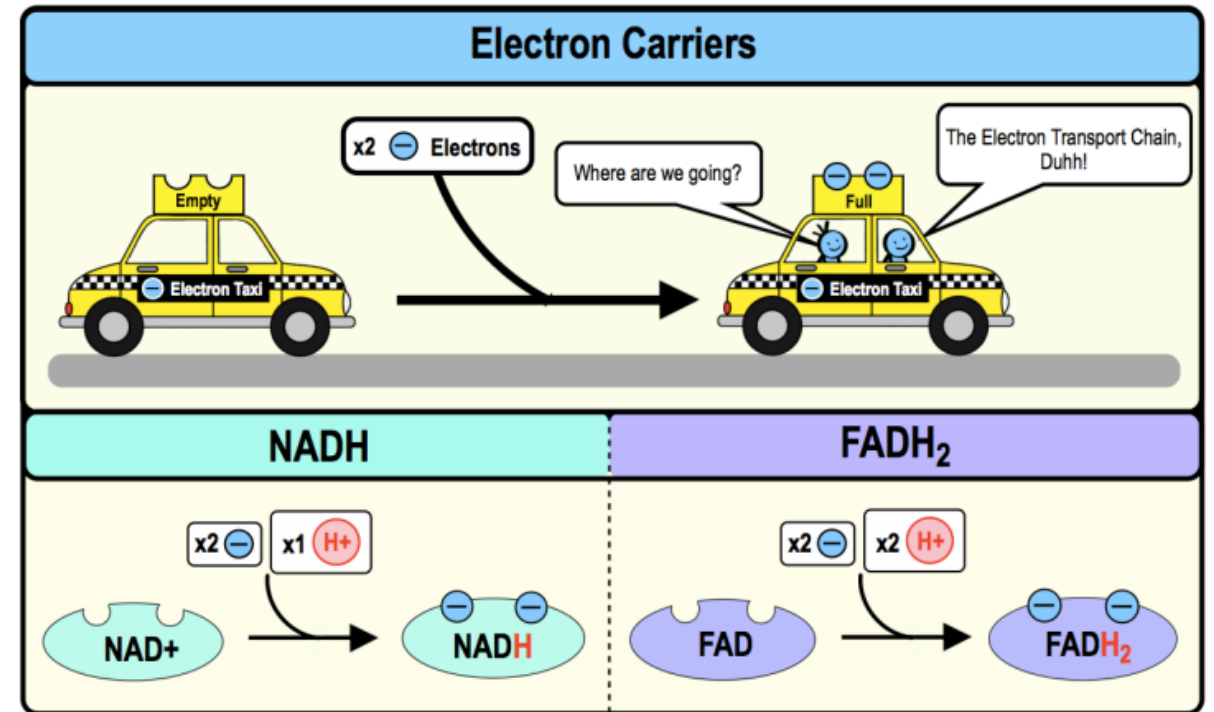 Electron Carriers
x2 − Electrons
Where are we going?
The Electron Transport Chain,
Duhh!
Empty
− Electron Taxi
− −
Full
− Electron Taxi
NADH
x2 −
x1 H+
NAD+
− −
NADH
FADH₂
x2 −
x2 H+
FAD
− −
FADH₂